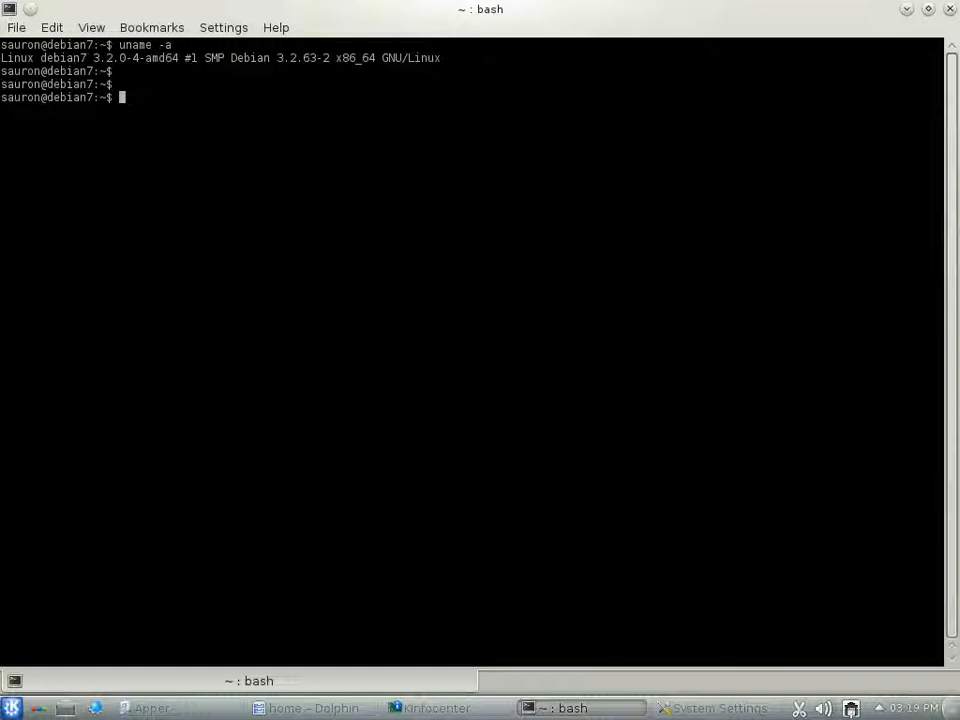 ~ : bash
File Edit View Bookmarks Settings Help
sauron@debian7:~$ uname -a
Linux debian7 3.2.0-4-amd64 #1 SMP Debian 3.2.63-2 x86_64 GNU/Linux
sauron@debian7:~$
sauron@debian7:~$
sauron@debian7:~$
~ : bash
Apper home – Dolphin KInfocenter ~ : bash System Settings 03:19 PM